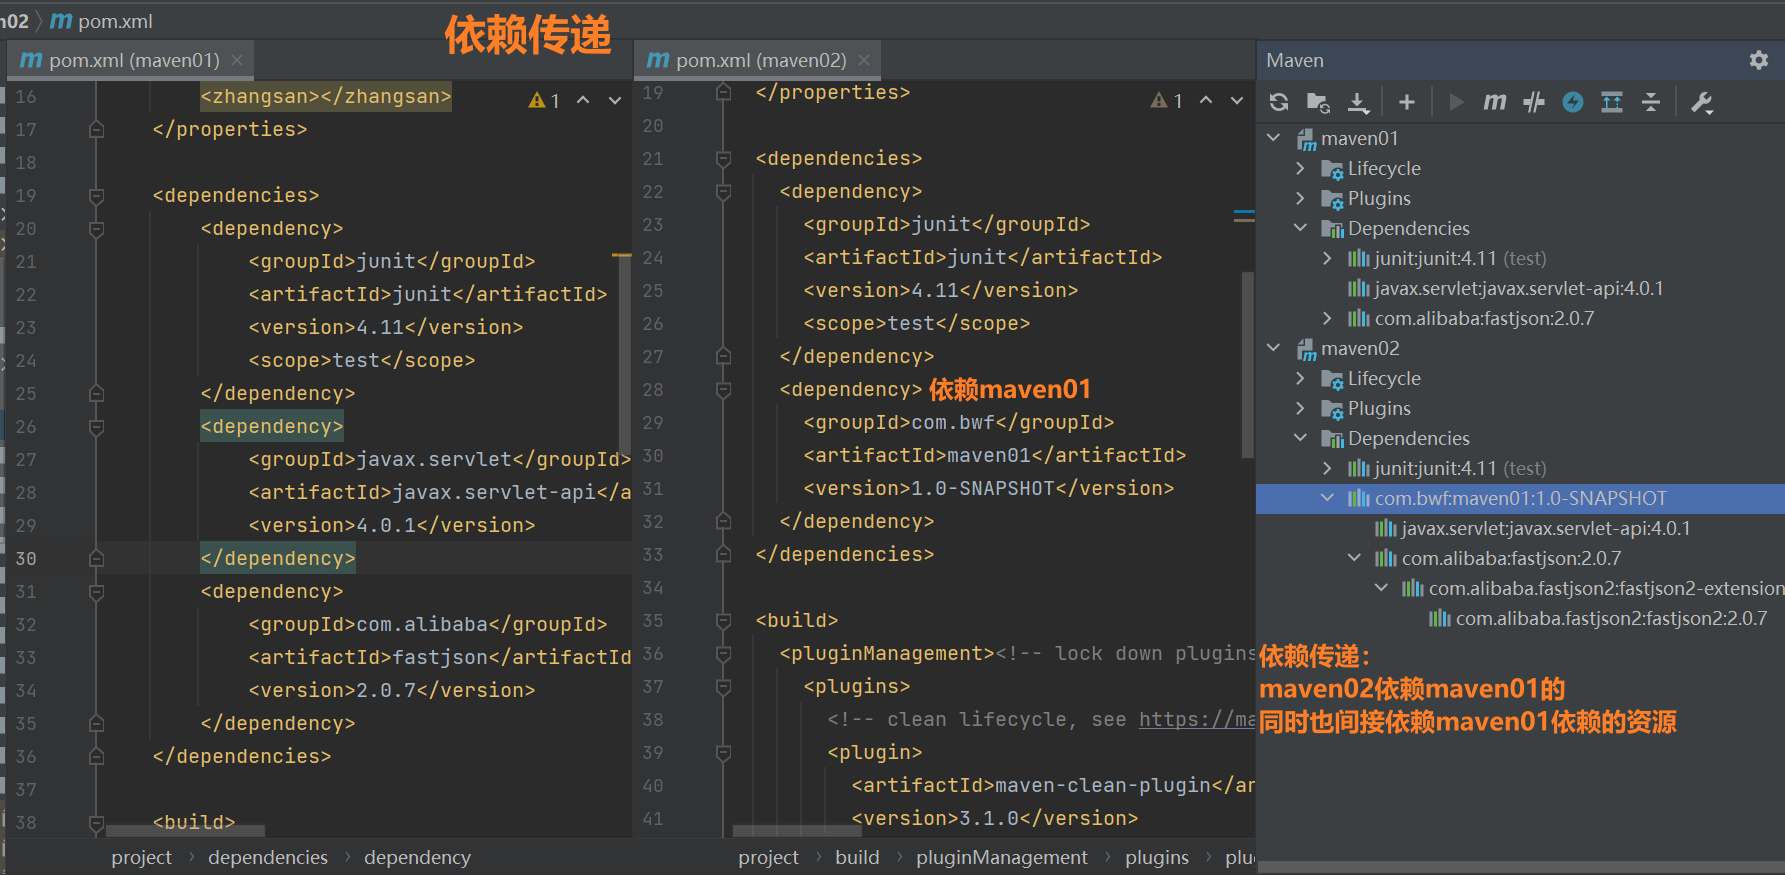 n02 pom.xml
依赖传递
pom.xml (maven01)
16 <zhangsan></zhangsan>
1
17 </properties>
18
19 <dependencies>
20 <dependency>
21 <groupId>junit</groupId>
22 <artifactId>junit</artifactId>
23 <version>4.11</version>
24 <scope>test</scope>
25 </dependency>
26 <dependency>
27 <groupId>javax.servlet</groupId>
28 <artifactId>javax.servlet-api</a
29 <version>4.0.1</version>
30 </dependency>
31 <dependency>
32 <groupId>com.alibaba</groupId>
33 <artifactId>fastjson</artifactId
34 <version>2.0.7</version>
35 </dependency>
36 </dependencies>
37
38 <build>
project dependencies dependency
pom.xml (maven02)
19 </properties>
1
20
21 <dependencies>
22 <dependency>
23 <groupId>junit</groupId>
24 <artifactId>junit</artifactId>
25 <version>4.11</version>
26 <scope>test</scope>
27 </dependency>
28 <dependency> 依赖maven01
29 <groupId>com.bwf</groupId>
30 <artifactId>maven01</artifactId>
31 <version>1.0-SNAPSHOT</version>
32 </dependency>
33 </dependencies>
34
35 <build>
36 <pluginManagement><!-- lock down plugins
37 <plugins>
38 <!-- clean lifecycle, see https://ma
39 <plugin>
40 <artifactId>maven-clean-plugin</ar
41 <version>3.1.0</version>
project build pluginManagement plugins plu
Maven
maven01
Lifecycle
Plugins
Dependencies
junit:junit:4.11 (test)
javax.servlet:javax.servlet-api:4.0.1
com.alibaba:fastjson:2.0.7
maven02
Lifecycle
Plugins
Dependencies
junit:junit:4.11 (test)
com.bwf:maven01:1.0-SNAPSHOT
javax.servlet:javax.servlet-api:4.0.1
com.alibaba:fastjson:2.0.7
com.alibaba.fastjson2:fastjson2-extension
com.alibaba.fastjson2:fastjson2:2.0.7
依赖传递：
maven02依赖maven01的
同时也间接依赖maven01依赖的资源